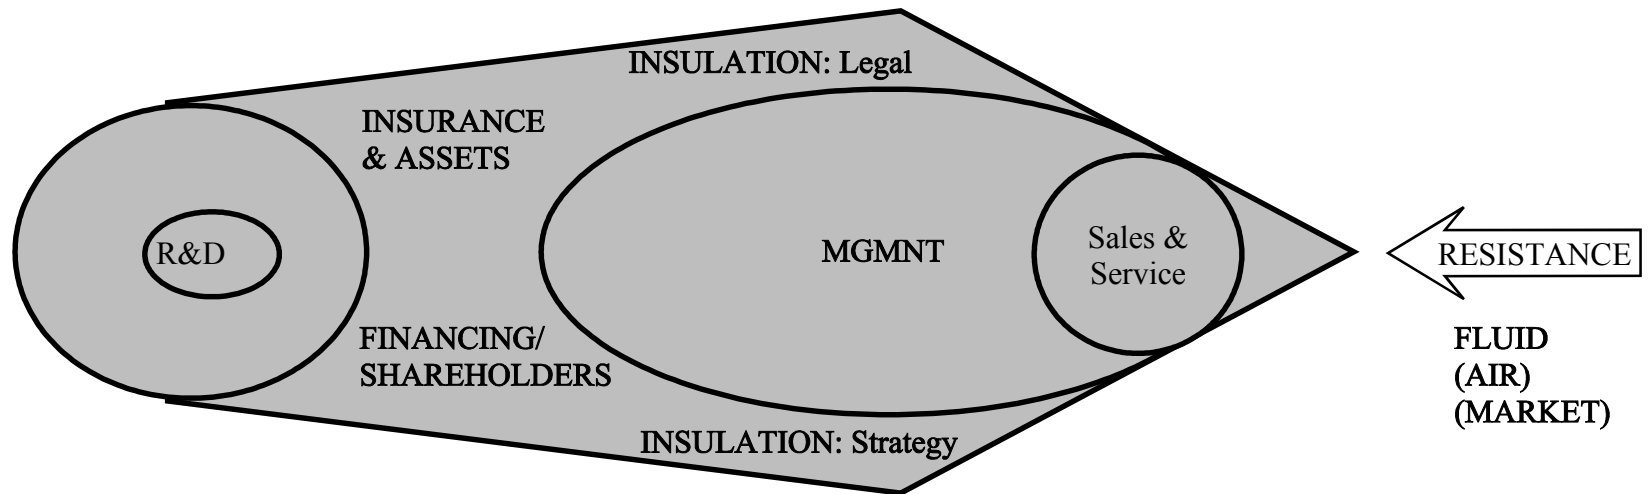 INSULATION: Legal
INSURANCE
& ASSETS
R&D
MGMNT
Sales &
Service
RESISTANCE
FINANCING/
SHAREHOLDERS
FLUID
(AIR)
(MARKET)
INSULATION: Strategy